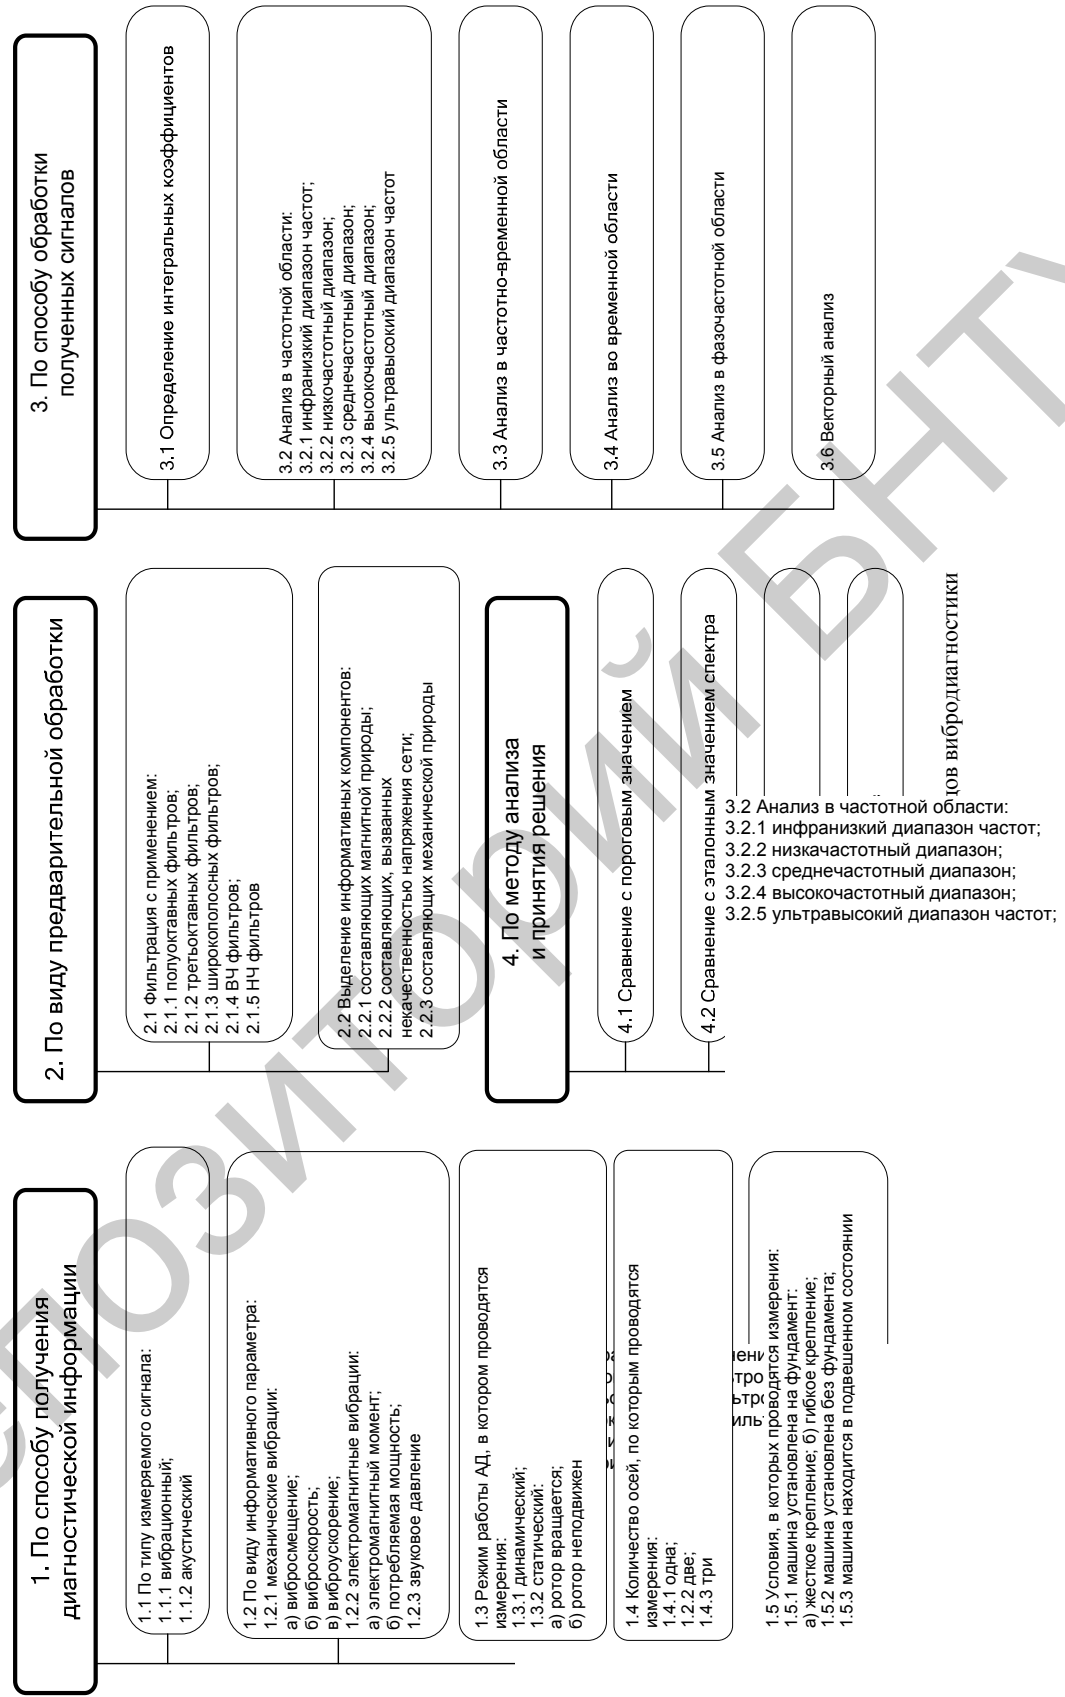 1. По способу получения
диагностической информации
1.1 По типу измеряемого сигнала:
1.1.1 вибрационный;
1.1.2 акустический
1.2 По виду информативного параметра:
1.2.1 механические вибрации:
а) вибросмещение;
б) виброскорость;
в) виброускорение;
1.2.2 электромагнитные вибрации:
а) электромагнитный момент;
б) потребляемая мощность;
1.2.3 звуковое давление
1.3 Режим работы АД, в котором проводятся
измерения:
1.3.1 динамический;
1.3.2 статический:
а) ротор вращается;
б) ротор неподвижен
1.4 Количество осей, по которым проводятся
измерения:
1.4.1 одна;
1.2.2 две;
1.4.3 три
1.5 Условия, в которых проводятся измерения:
1.5.1 машина установлена на фундамент:
а) жесткое крепление; б) гибкое крепление;
1.5.2 машина установлена без фундамента;
1.5.3 машина находится в подвешенном состоянии
2. По виду предварительной обработки
2.1 Фильтрация с применением:
2.1.1 полуоктавных фильтров;
2.1.2 третьоктавных фильтров;
2.1.3 широкополосных фильтров;
2.1.4 ВЧ фильтров;
2.1.5 НЧ фильтров
2.2 Выделение информативных компонентов:
2.2.1 составляющих магнитной природы;
2.2.2 составляющих, вызванных
некачественностью напряжения сети;
2.2.3 составляющих механической природы
4. По методу анализа
и принятия решения
4.1 Сравнение с пороговым значением
4.2 Сравнение с эталонным значением спектра
3.2 Анализ в частотной области:
3.2.1 инфранизкий диапазон частот;
3.2.2 низкачастотный диапазон;
3.2.3 среднечастотный диапазон;
3.2.4 высокочастотный диапазон;
3.2.5 ультравысокий диапазон частот;
дов вибродиагностики
3. По способу обработки
полученных сигналов
3.1 Определение интегральных коэффициентов
3.2 Анализ в частотной области:
3.2.1 инфранизкий диапазон частот;
3.2.2 низкочастотный диапазон;
3.2.3 среднечастотный диапазон;
3.2.4 высокочастотный диапазон;
3.2.5 ультравысокий диапазон частот
3.3 Анализ в частотно-временной области
3.4 Анализ во временной области
3.5 Анализ в фазочастотной области
3.6 Векторный анализ
епозиторий БНТУ